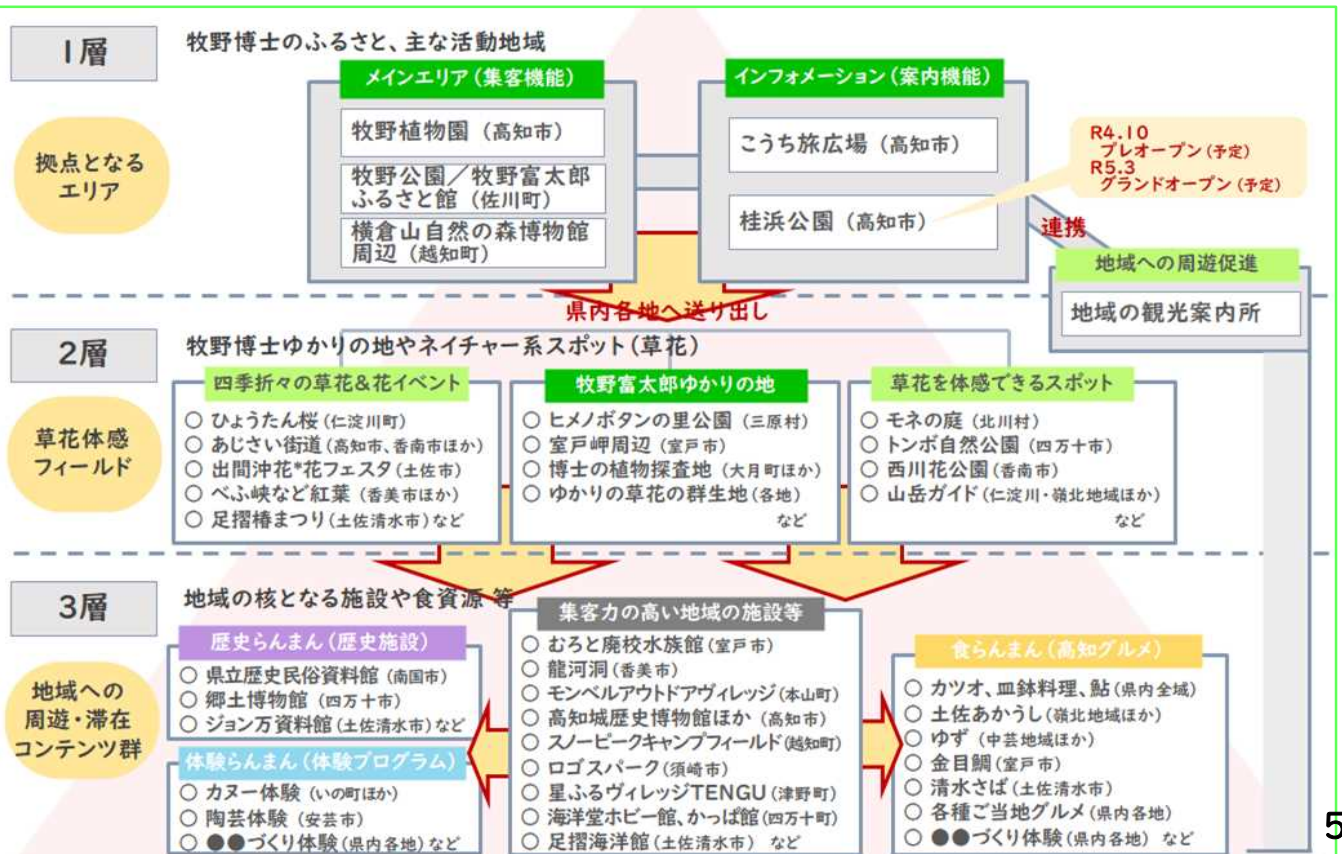 1層
牧野博士のふるさと、主な活動地域
拠点となる
エリア
メインエリア(集客機能)
牧野植物園(高知市)
牧野公園／牧野富太郎
ふるさと館(佐川町)
横倉山自然の森博物館
周辺(越知町)
インフォメーション(案内機能)
こうち旅広場(高知市)
桂浜公園(高知市)
R4.10
プレオープン(予定)
R5.3
グランドオープン(予定)
連携
地域への周遊促進
地域の観光案内所
県内各地へ送り出し
2層
牧野博士ゆかりの地やネイチャー系スポット(草花)
草花体感
フィールド
四季折々の草花&花イベント
○ ひょうたん桜(仁淀川町)
○ あじさい街道(高知市、香南市ほか)
○ 出間沖花*花フェスタ(土佐市)
○ べふ峡など紅葉(香美市ほか)
○ 足摺椿まつり(土佐清水市)など
牧野富太郎ゆかりの地
○ ヒメノボタンの里公園(三原村)
○ 室戸岬周辺(室戸市)
○ 博士の植物探査地(大月町ほか)
○ ゆかりの草花の群生地(各地)
など
草花を体感できるスポット
○ モネの庭(北川村)
○ トンボ自然公園(四万十市)
○ 西川花公園(香南市)
○ 山岳ガイド(仁淀川・嶺北地域ほか)
など
3層
地域の核となる施設や食資源 等
地域への
周遊・滞在
コンテンツ群
歴史らんまん(歴史施設)
○ 県立歴史民俗資料館(南国市)
○ 郷土博物館(四万十市)
○ ジョン万資料館(土佐清水市)など
体験らんまん(体験プログラム)
○ カヌー体験(いの町ほか)
○ 陶芸体験(安芸市)
○ ●●づくり体験(県内各地)など
集客力の高い地域の施設等
○ むろと廃校水族館(室戸市)
○ 龍河洞(香美市)
○ モンベルアウトドアヴィレッジ(本山町)
○ 高知城歴史博物館ほか(高知市)
○ スノーピークキャンプフィールド(越知町)
○ ロゴスパーク(須崎市)
○ 星ふるヴィレッジTENGU(津野町)
○ 海洋堂ホビー館、かっぱ館(四万十町)
○ 足摺海洋館(土佐清水市) など
食らんまん(高知グルメ)
○ カツオ、皿鉢料理、鮎(県内全域)
○ 土佐あかうし(嶺北地域ほか)
○ ゆず(中芸地域ほか)
○ 金目鯛(室戸市)
○ 清水さば(土佐清水市)
○ 各種ご当地グルメ(県内各地)
○ ●●づくり体験(県内各地) など
5